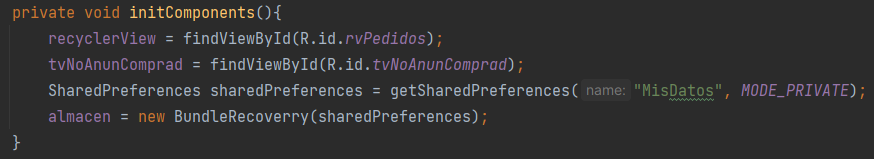 private void initComponents(){
recyclerView = findViewById(R.id.rvPedidos);
tvNoAnunComprad = findViewById(R.id.tvNoAnunComprad);
SharedPreferences sharedPreferences = getSharedPreferences( name: "MisDatos", MODE_PRIVATE);
almacen = new BundleRecoverry(sharedPreferences);
}